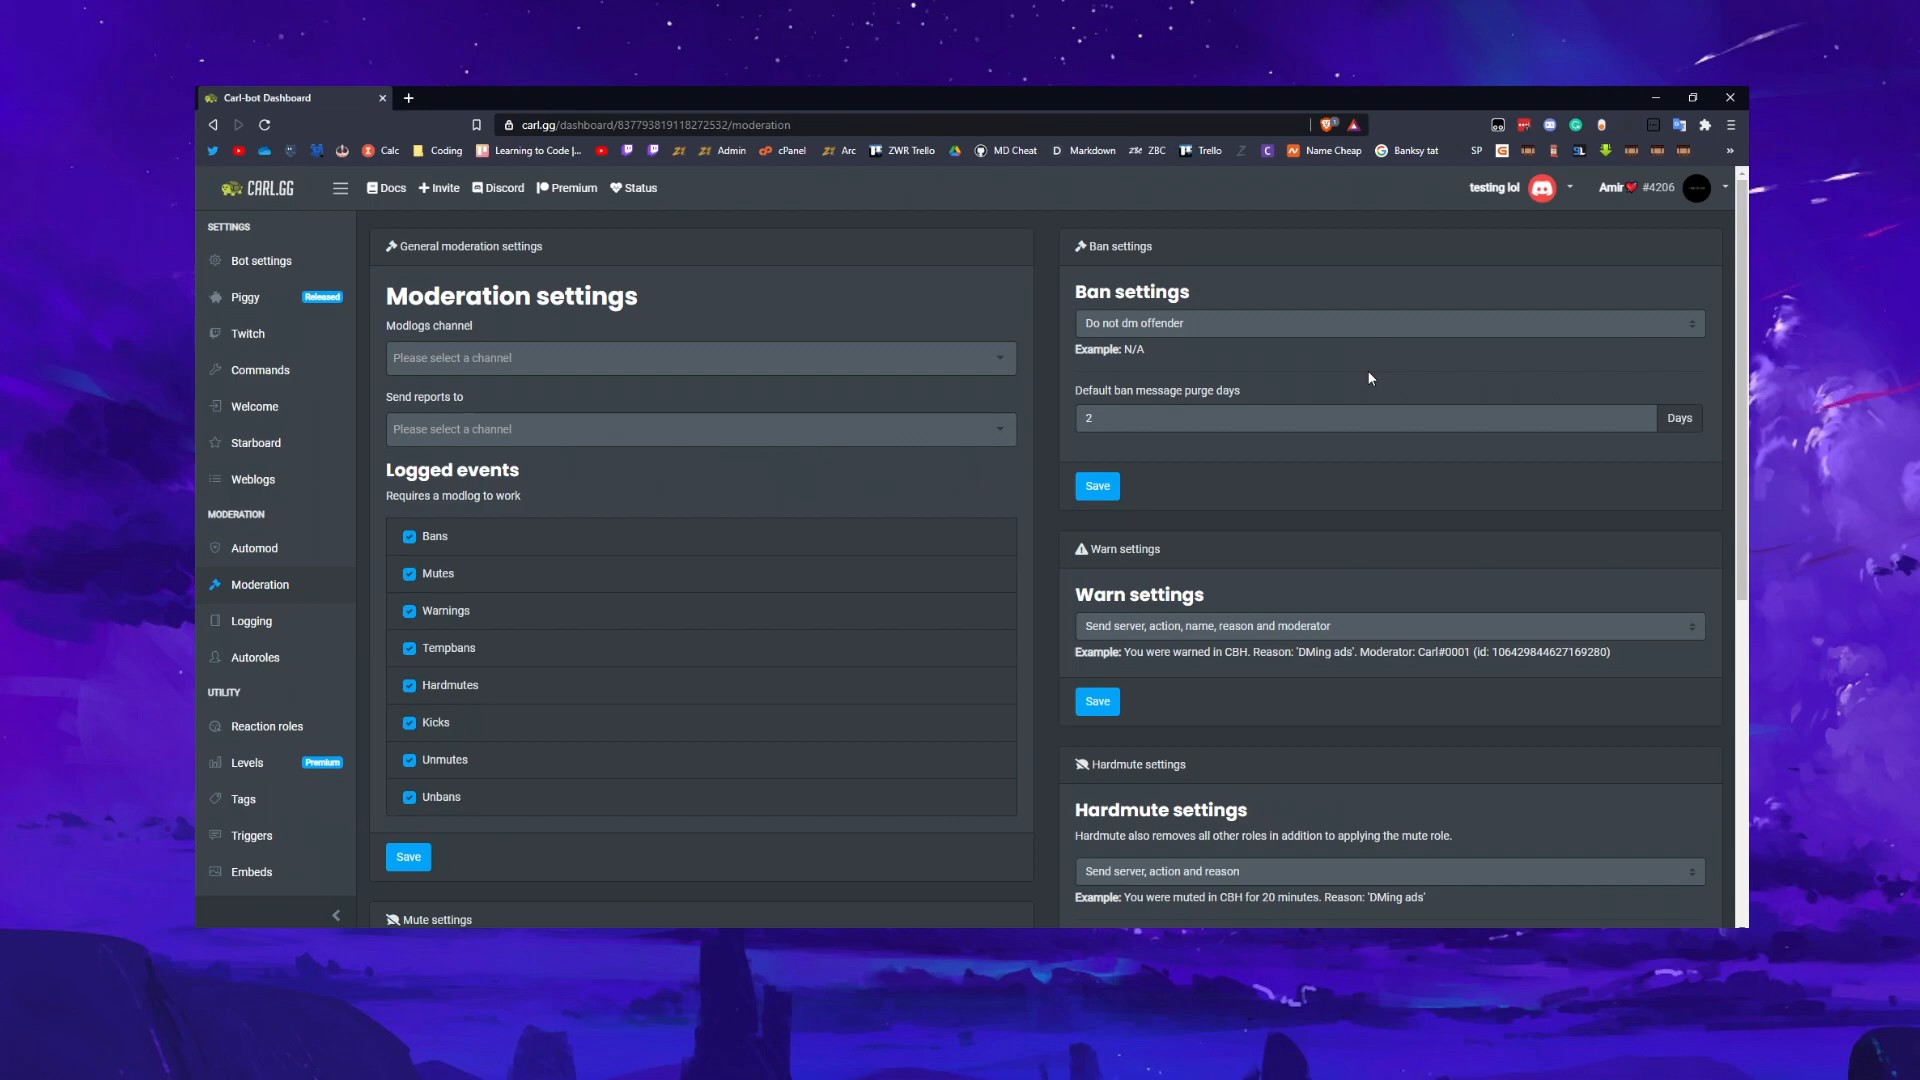 Carl-bot Dashboard
carl.gg/dashboard/837793819118272532/moderation
1
Calc Coding Learning to Code |... Admin cPanel Arc ZWR Trello MD Cheat Markdown ZBC Trello Name Cheap Banksy tat SP
CARL.GG Docs Invite Discord Premium Status testing lol Amir #4206
SETTINGS
Bot settings
Piggy Released
Twitch
Commands
Welcome
Starboard
Weblogs
MODERATION
Automod
Moderation
Logging
Autoroles
UTILITY
Reaction roles
Levels Premium
Tags
Triggers
Embeds
General moderation settings
Moderation settings
Modlogs channel
Please select a channel
Send reports to
Please select a channel
Logged events
Requires a modlog to work
Bans
Mutes
Warnings
Tempbans
Hardmutes
Kicks
Unmutes
Unbans
Save
Mute settings
Ban settings
Ban settings
Do not dm offender
Example: N/A
Default ban message purge days
2 Days
Save
Warn settings
Warn settings
Send server, action, name, reason and moderator
Example: You were warned in CBH. Reason: 'DMing ads'. Moderator: Carl#0001 (id: 106429844627169280)
Save
Hardmute settings
Hardmute settings
Hardmute also removes all other roles in addition to applying the mute role.
Send server, action and reason
Example: You were muted in CBH for 20 minutes. Reason: 'DMing ads'